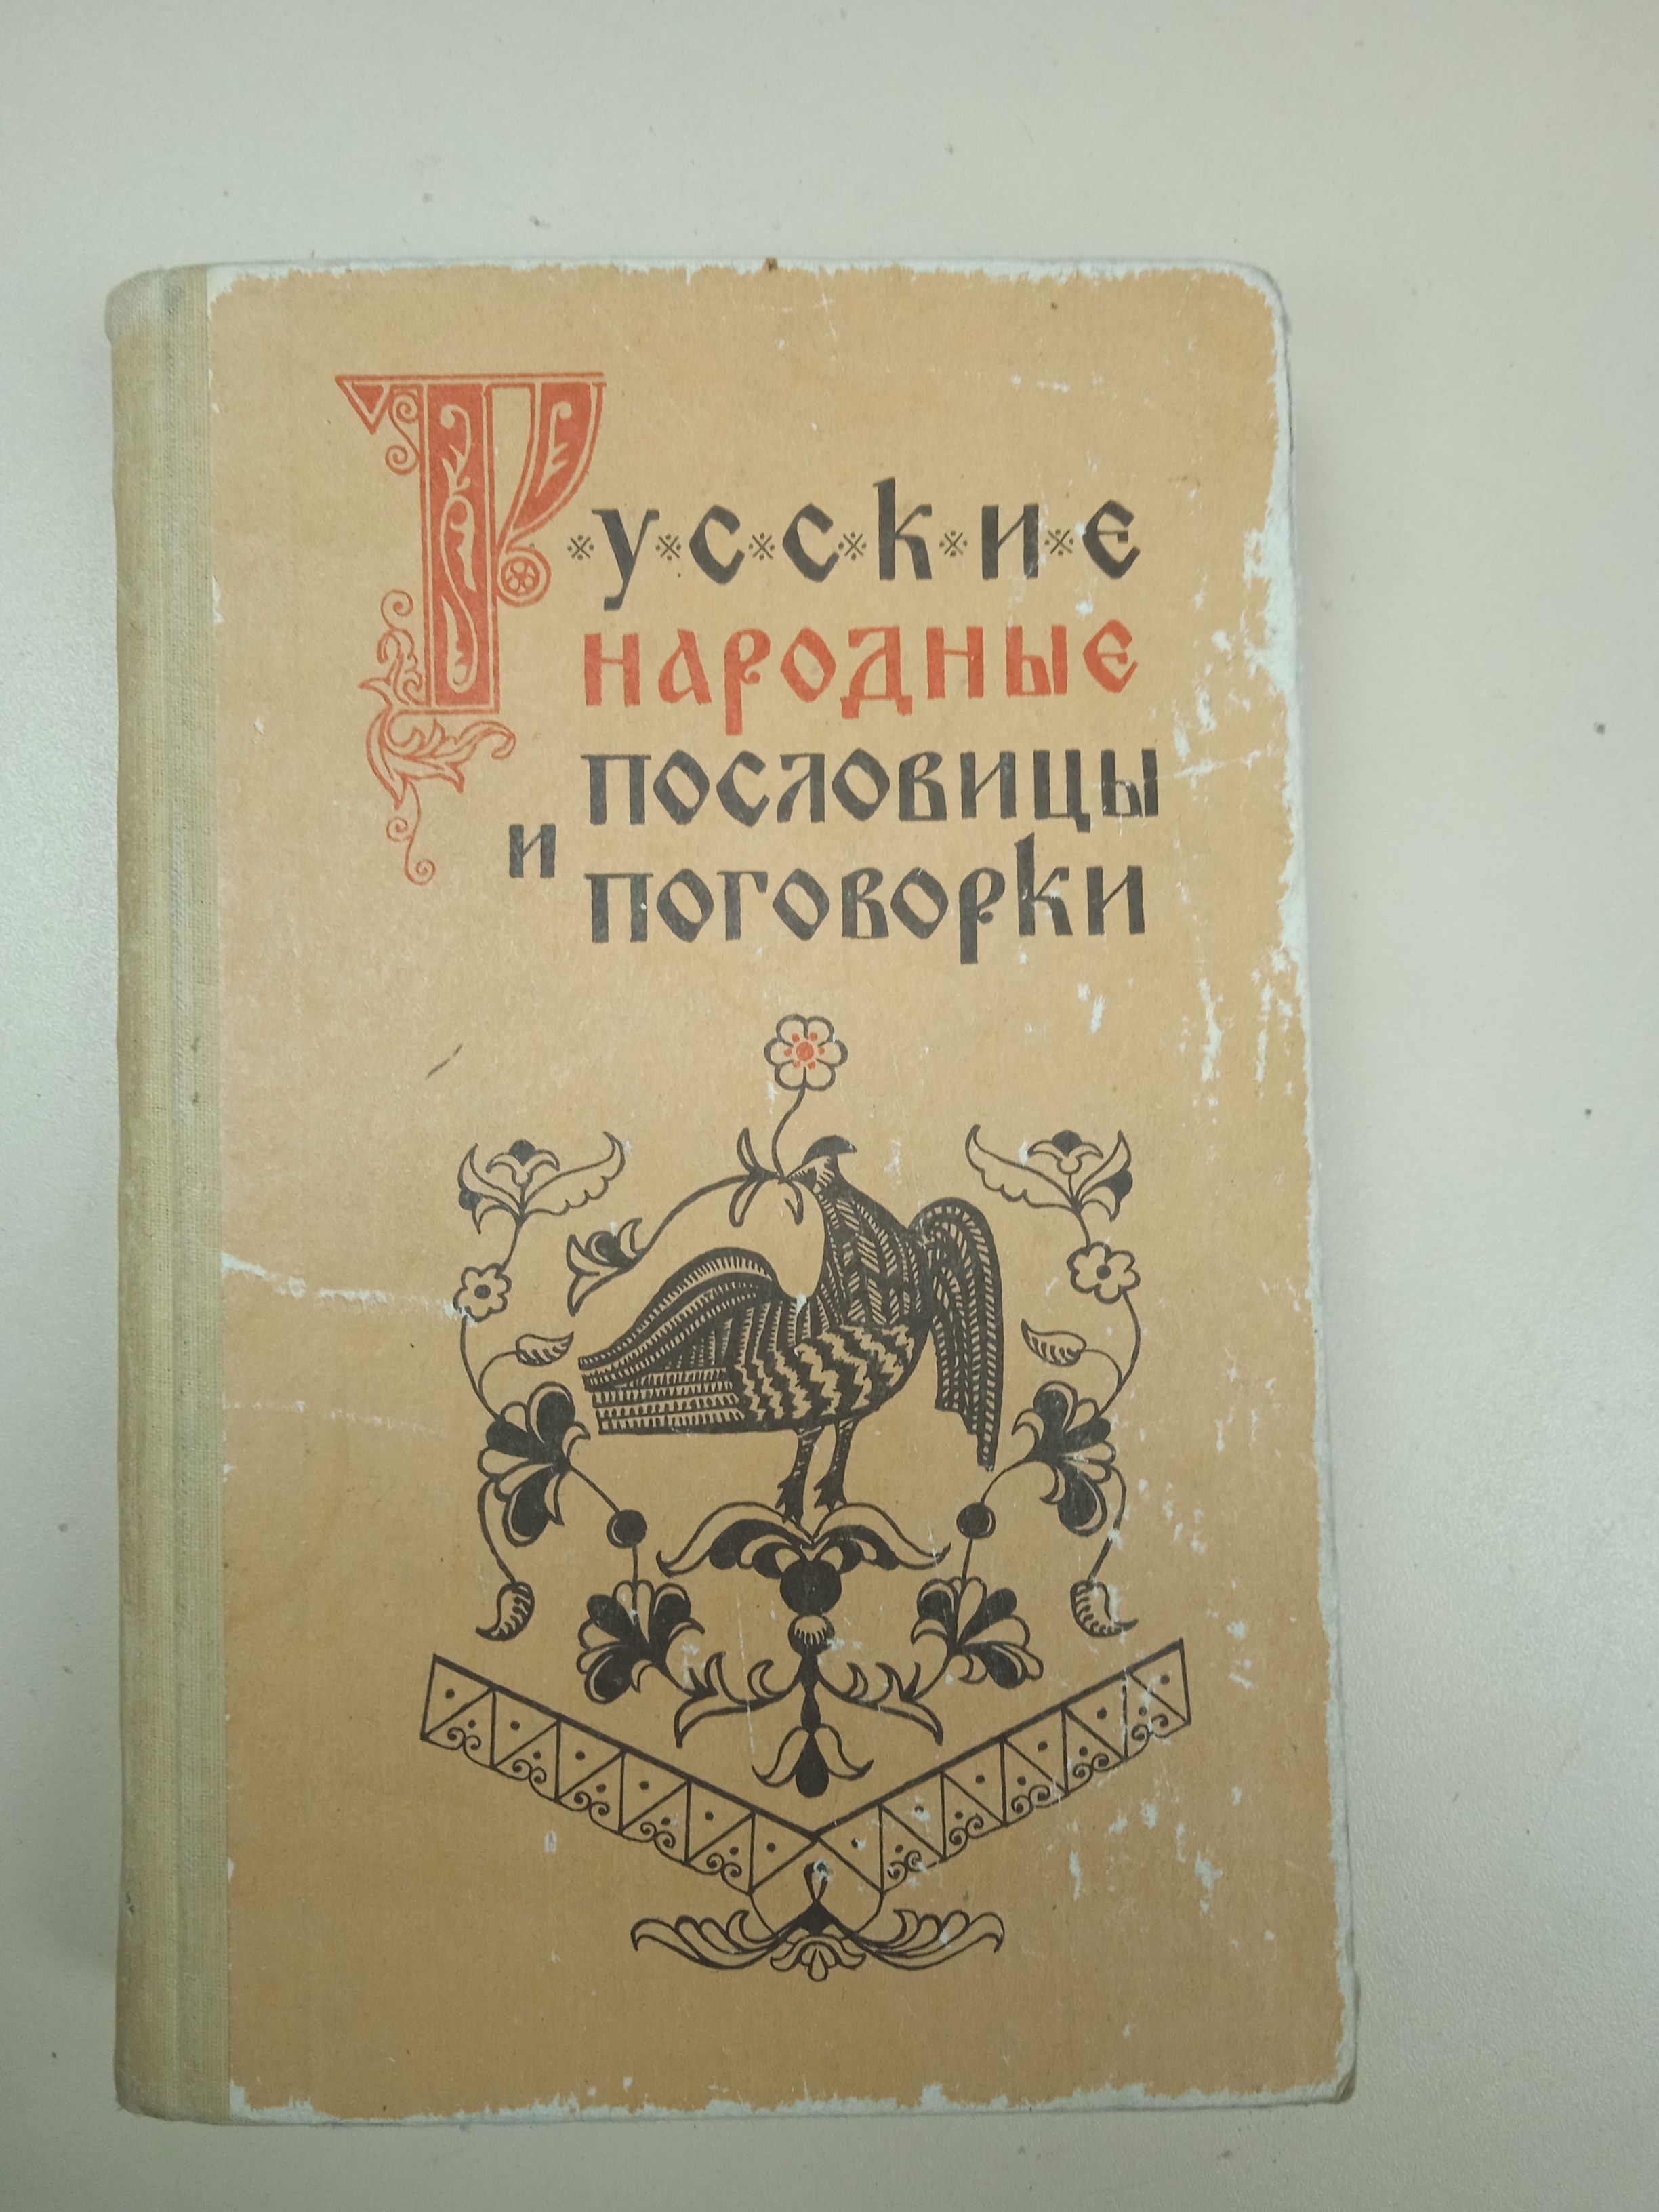 Русские
народные
пословицы
и
поговорки